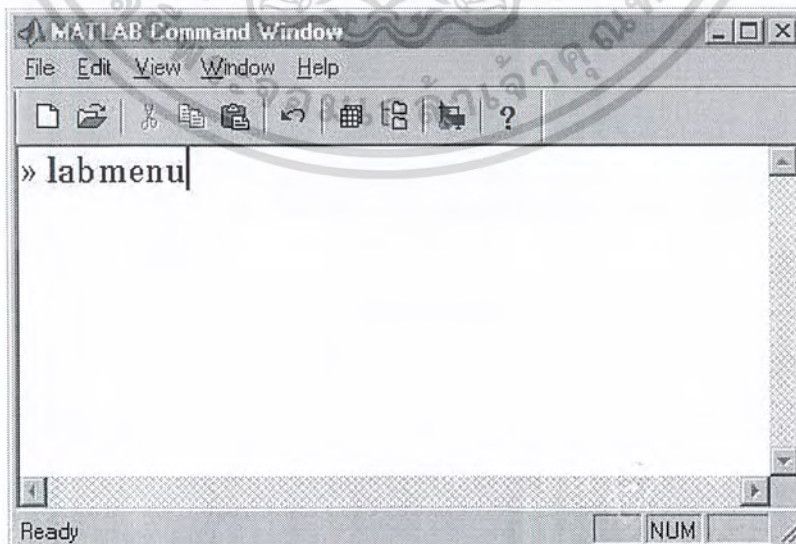 MATLAB Command Window
File Edit View Window Help
?
» labmenu
Ready NUM